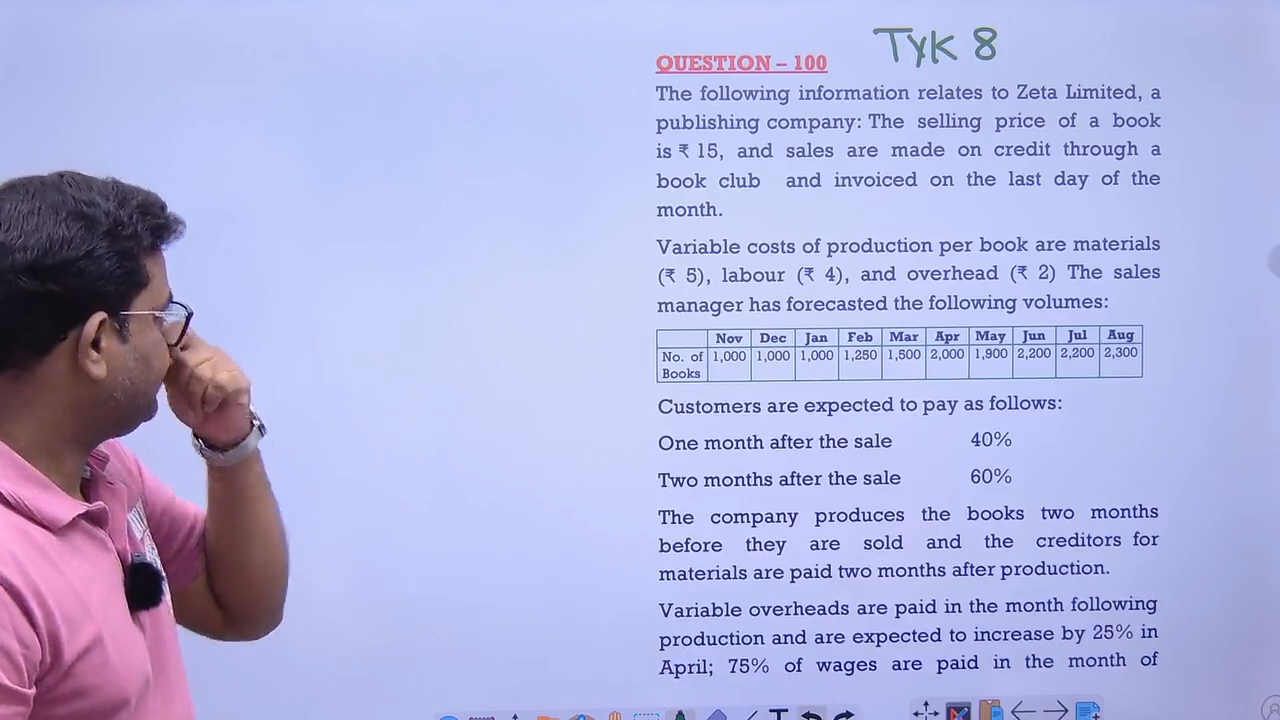 TYK 8
QUESTION – 100
The following information relates to Zeta Limited, a
publishing company: The selling price of a book
is ₹ 15, and sales are made on credit through a
book club and invoiced on the last day of the
month.
Variable costs of production per book are materials
(₹ 5), labour (₹ 4), and overhead (₹ 2) The sales
manager has forecasted the following volumes:
Nov Dec Jan Feb Mar Apr May Jun Jul Aug
No. of 1,000 1,000 1,000 1,250 1,500 2,000 1,900 2,200 2,200 2,300
Books
Customers are expected to pay as follows:
One month after the sale 40%
Two months after the sale 60%
The company produces the books two months
before they are sold and the creditors for
materials are paid two months after production.
Variable overheads are paid in the month following
production and are expected to increase by 25% in
April; 75% of wages are paid in the month of